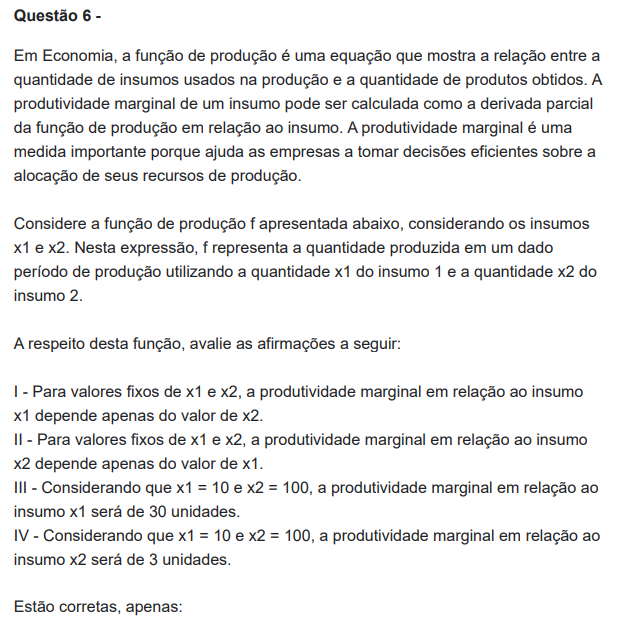 Questão 6 -
Em Economia, a função de produção é uma equação que mostra a relação entre a
quantidade de insumos usados na produção e a quantidade de produtos obtidos. A
produtividade marginal de um insumo pode ser calculada como a derivada parcial
da função de produção em relação ao insumo. A produtividade marginal é uma
medida importante porque ajuda as empresas a tomar decisões eficientes sobre a
alocação de seus recursos de produção.
Considere a função de produção f apresentada abaixo, considerando os insumos
x1 e x2. Nesta expressão, f representa a quantidade produzida em um dado
período de produção utilizando a quantidade x1 do insumo 1 e a quantidade x2 do
insumo 2.
A respeito desta função, avalie as afirmações a seguir:
I - Para valores fixos de x1 e x2, a produtividade marginal em relação ao insumo
x1 depende apenas do valor de x2.
II - Para valores fixos de x1 e x2, a produtividade marginal em relação ao insumo
x2 depende apenas do valor de x1.
III - Considerando que x1 = 10 e x2 = 100, a produtividade marginal em relação ao
insumo x1 será de 30 unidades.
IV - Considerando que x1 = 10 e x2 = 100, a produtividade marginal em relação ao
insumo x2 será de 3 unidades.
Estão corretas, apenas: